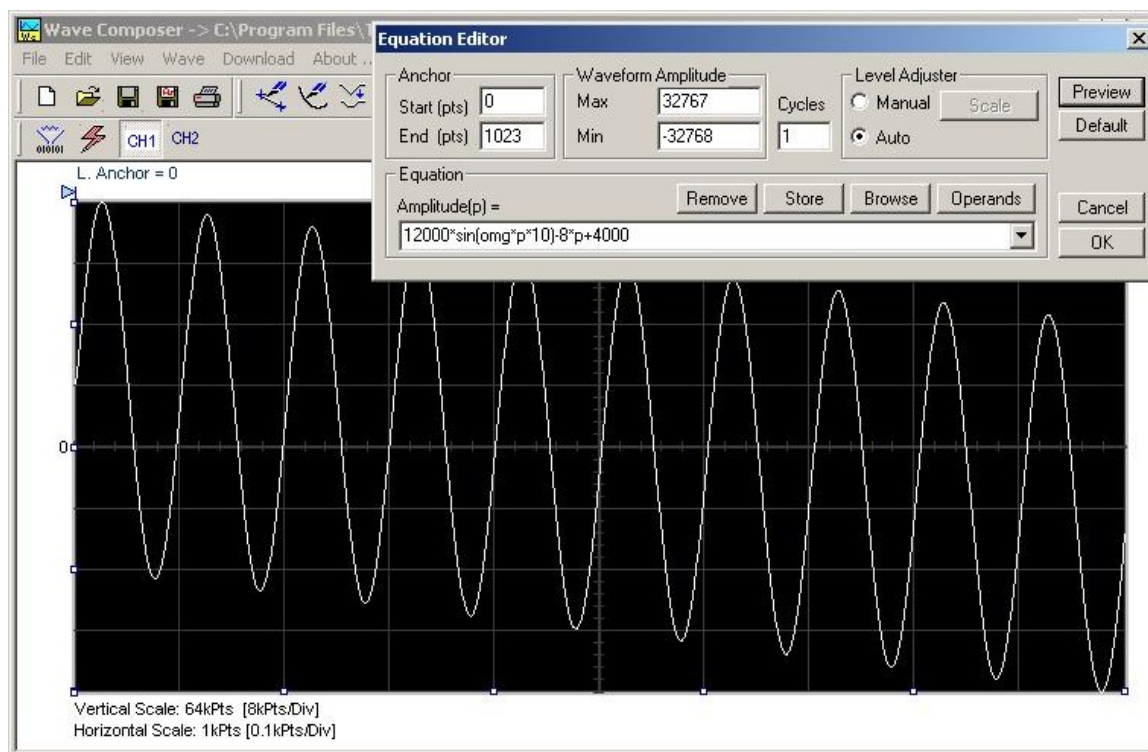 Wave Composer -> C:\Program Files\T
File Edit View Wave Download About ..
CH1 CH2
Equation Editor
Anchor
Start (pts) 0
End (pts) 1023
Waveform Amplitude
Max 32767
Min -32768
Cycles
1
Level Adjuster
Manual Scale
Auto
Preview
Default
Cancel
OK
Equation
Amplitude(p) = Remove Store Browse Operands
12000*sin(omg*p*10)-8*p+4000
L. Anchor = 0
0
Vertical Scale: 64kPts [8kPts/Div]
Horizontal Scale: 1kPts [0.1kPts/Div]